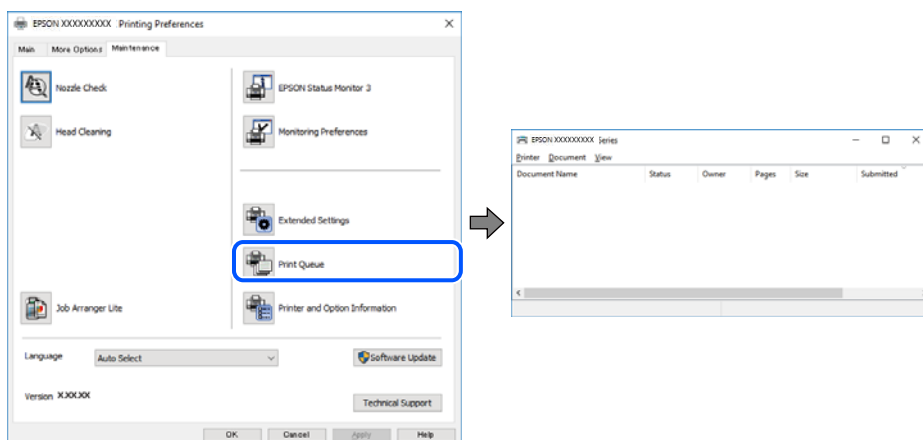 EPSON XXXXXXXXX Printing Preferences
Main More Options Maintenance
Nozzle Check
EPSON Status Monitor 3
Head Cleaning
Monitoring Preferences
Extended Settings
Print Queue
Job Arranger Lite
Printer and Option Information
Language
Auto Select
Software Update
Version X.XX.XX
Technical Support
OK Cancel Apply Help
EPSON XXXXXXXXX Series
Printer Document View
Document Name Status Owner Pages Size Submitted